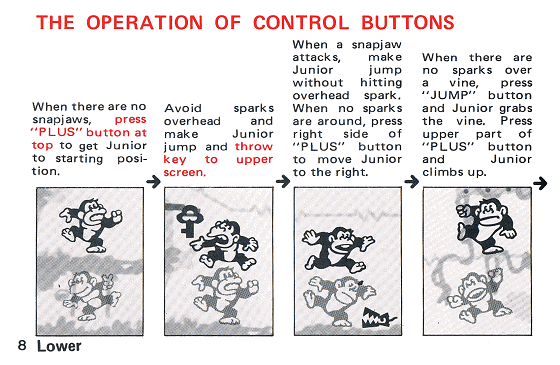 THE OPERATION OF CONTROL BUTTONS
When there are no
snapjaws, press
"PLUS" button at
top to get Junior
to starting posi-
tion.
Avoid sparks
overhead and
make Junior
jump and throw
key to upper
screen.
When a snapjaw
attacks, make
Junior jump
without hitting
overhead spark.
When no sparks
are around, press
right side of
"PLUS" button
to move Junior
to the right.
When there are
no sparks over
a vine, press
"JUMP" button
and Junior grabs
the vine. Press
upper part of
"PLUS" button
and Junior
climbs up.
8 Lower